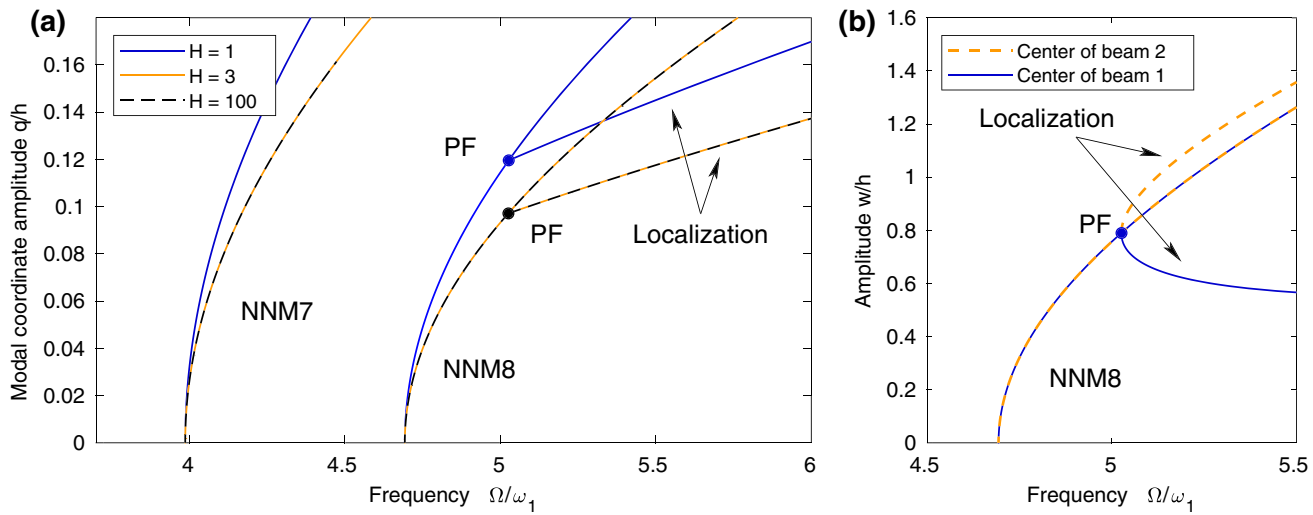 (a)
H = 1
H = 3
H = 100
PF
PF
Localization
NNM7
NNM8
0.16
0.14
0.12
0.1
0.08
0.06
0.04
0.02
0
4
4.5
5
5.5
6
Modal coordinate amplitude q/h
Frequency Ω/ω1
(b)
Center of beam 2
Center of beam 1
Localization
PF
NNM8
1.6
1.4
1.2
1
0.8
0.6
0.4
0.2
0
4.5
5
5.5
Amplitude w/h
Frequency Ω/ω1